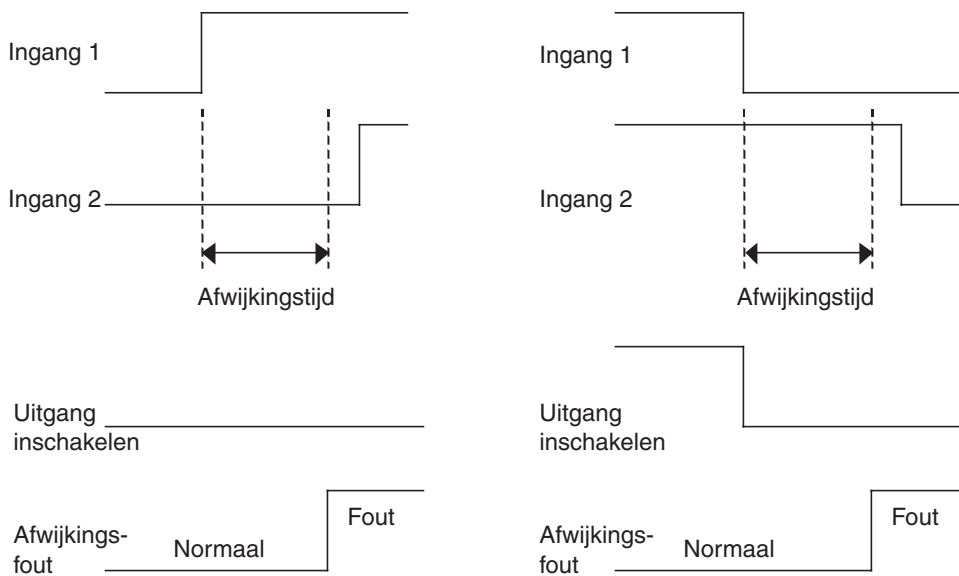 Ingang 1
Ingang 2
Afwijkingstijd
Uitgang
inschakelen
Afwijkings-
fout
Normaal
Fout
Ingang 1
Ingang 2
Afwijkingstijd
Uitgang
inschakelen
Afwijkings-
fout
Normaal
Fout